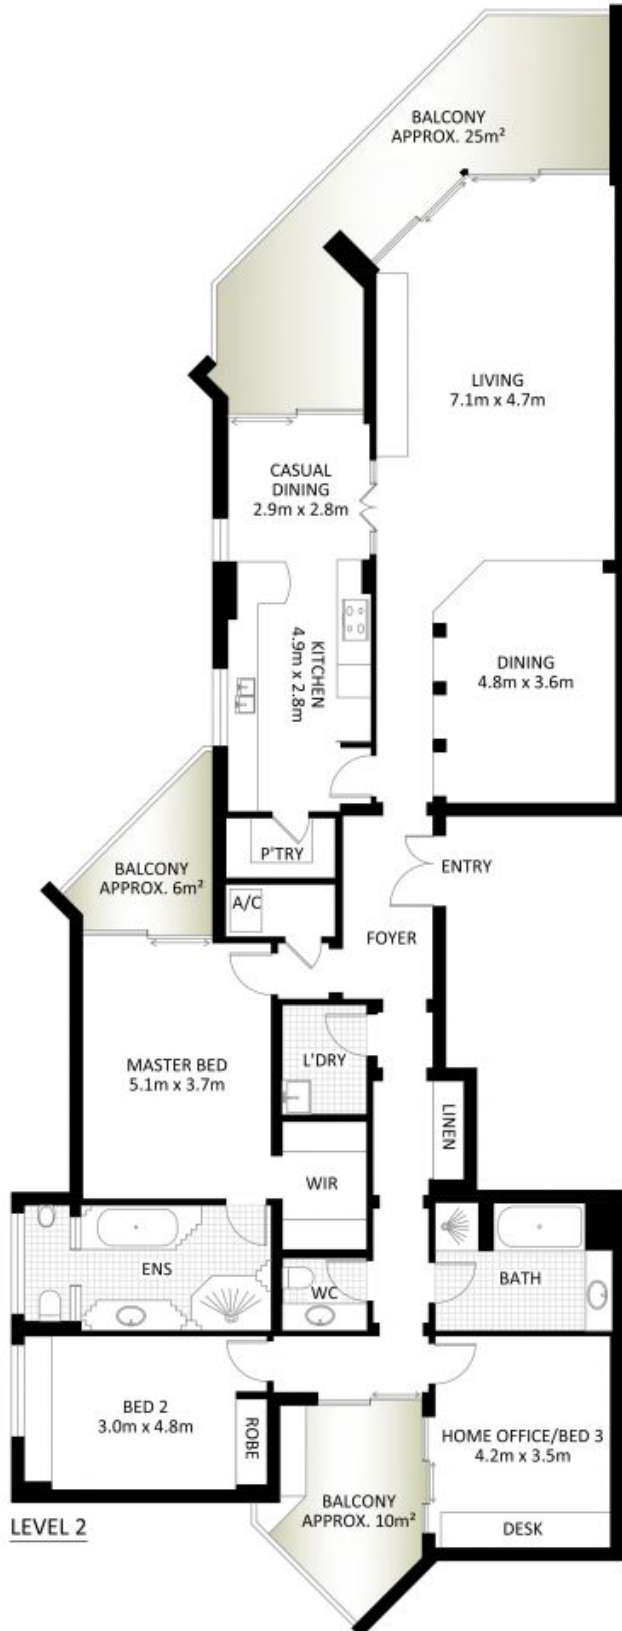 BALCONY
APPROX. 25m²
LIVING
7.1m x 4.7m
CASUAL
DINING
2.9m x 2.8m
KITCHEN
4.9m x 2.8m
DINING
4.8m x 3.6m
P'TRY
BALCONY
APPROX. 6m²
ENTRY
A/C
FOYER
MASTER BED
5.1m x 3.7m
L'DRY
LINEN
WIR
ENS
WC
BATH
BED 2
3.0m x 4.8m
ROBE
HOME OFFICE/BED 3
4.2m x 3.5m
BALCONY
APPROX. 10m²
DESK
LEVEL 2